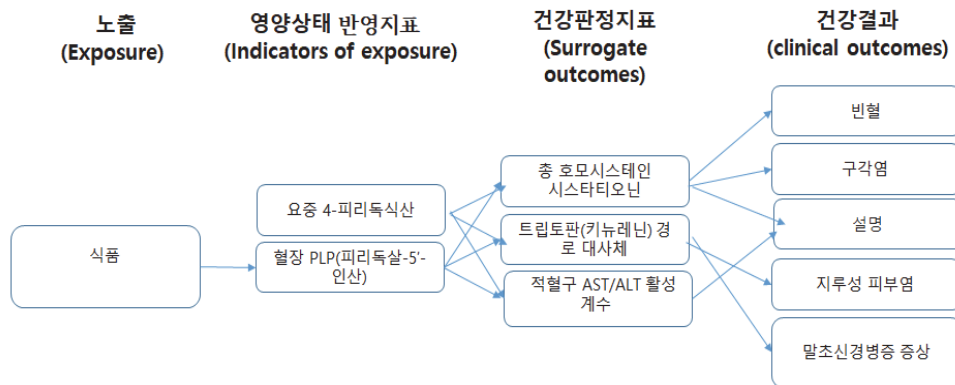 노출
(Exposure)
영양상태 반영지표
(Indicators of exposure)
건강판정지표
(Surrogate
outcomes)
건강결과
(clinical outcomes)
식품
요중 4-피리독식산
혈장 PLP(피리독살-5'-
인산)
총 호모시스테인
시스타티오닌
트립토판(키뉴레닌) 경
로 대사체
적혈구 AST/ALT 활성
계수
빈혈
구각염
설명
지루성 피부염
말초신경병증 증상